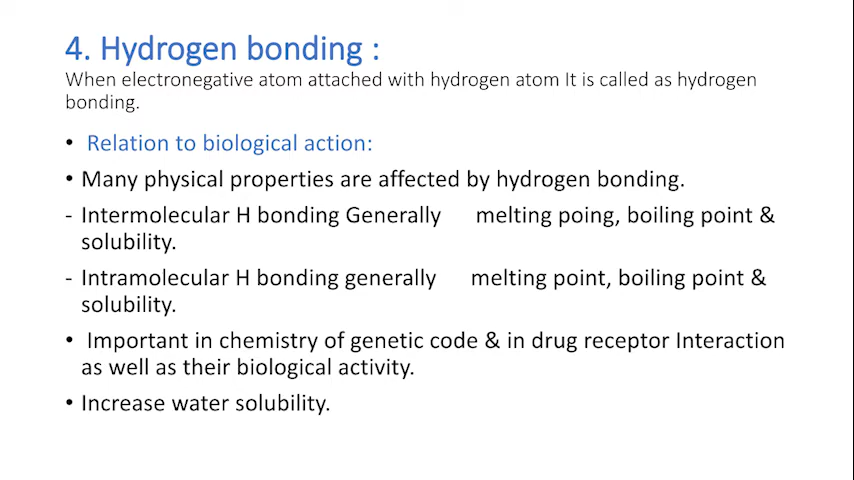 4. Hydrogen bonding :
When electronegative atom attached with hydrogen atom It is called as hydrogen
bonding.
• Relation to biological action:
• Many physical properties are affected by hydrogen bonding.
- Intermolecular H bonding Generally melting poing, boiling point &
solubility.
- Intramolecular H bonding generally melting point, boiling point &
solubility.
• Important in chemistry of genetic code & in drug receptor Interaction
as well as their biological activity.
• Increase water solubility.